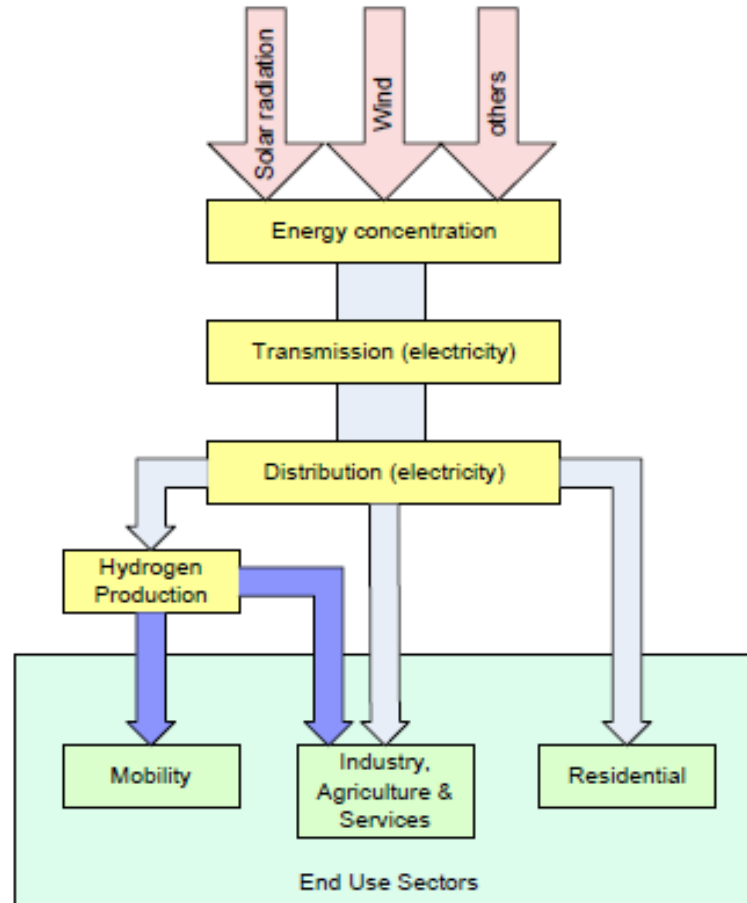 Solar radiation
Wind
others
Energy concentration
Transmission (electricity)
Distribution (electricity)
Hydrogen
Production
Mobility
Industry,
Agriculture &
Services
Residential
End Use Sectors